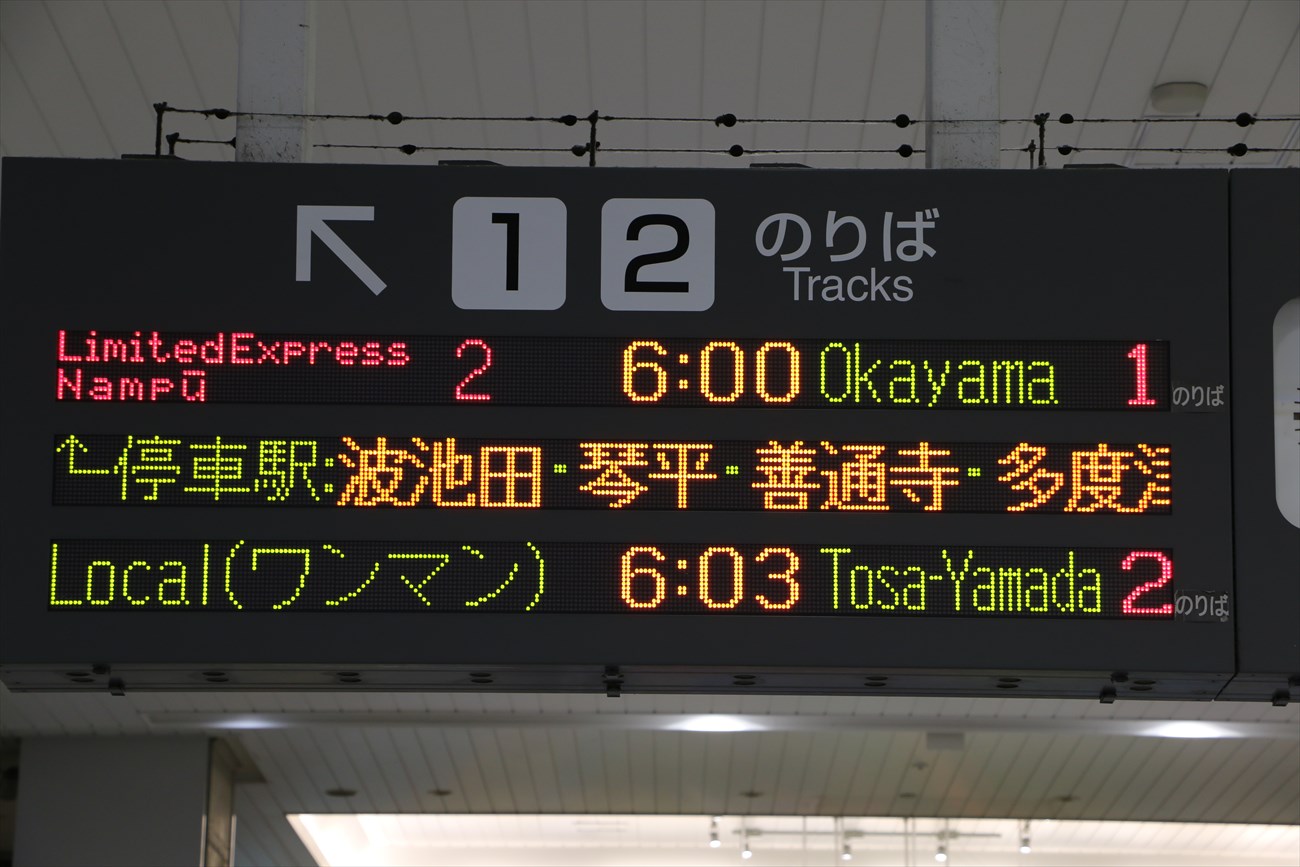 ↖ 1 2 のりば
Tracks
LimitedExpress 2 6:00 Okayama 1 のりば
Nampū
停車駅:波池田・琴平・善通寺・多度
Local(ワンマン) 6:03 Tosa-Yamada 2 のりば